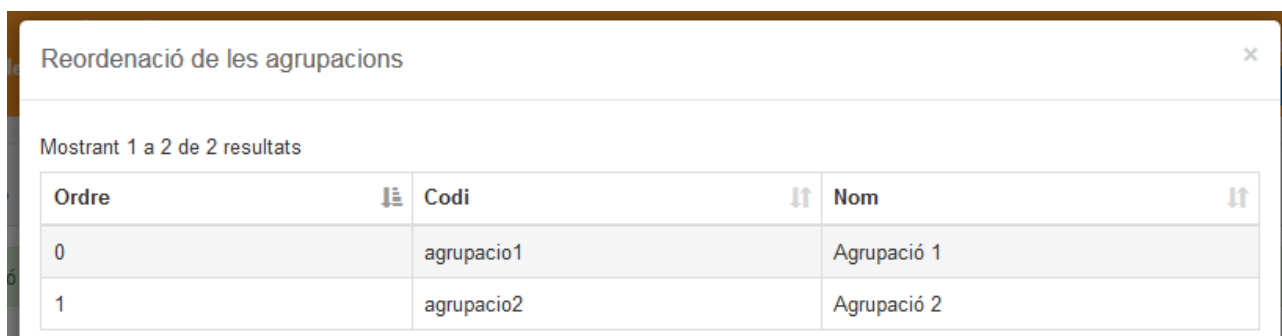 Reordenació de les agrupacions ×
Mostrant 1 a 2 de 2 resultats
Ordre Codi Nom
0 agrupacio1 Agrupació 1
1 agrupacio2 Agrupació 2